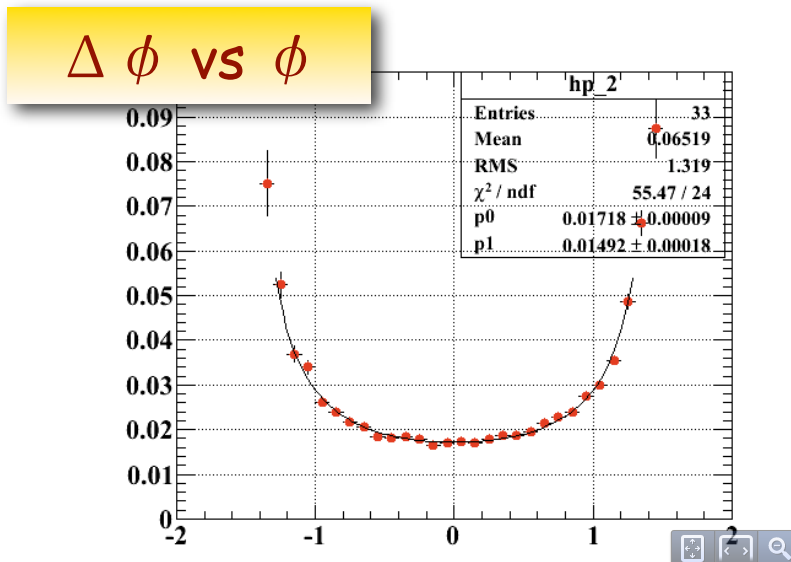 Δ ϕ vs ϕ
hp_2
Entries 33
Mean 0.06519
RMS 1.319
χ² / ndf 55.47 / 24
p0 0.01718 ± 0.00009
p1 0.01492 ± 0.00018
0.09
0.08
0.07
0.06
0.05
0.04
0.03
0.02
0.01
0
-2 -1 0 1 2